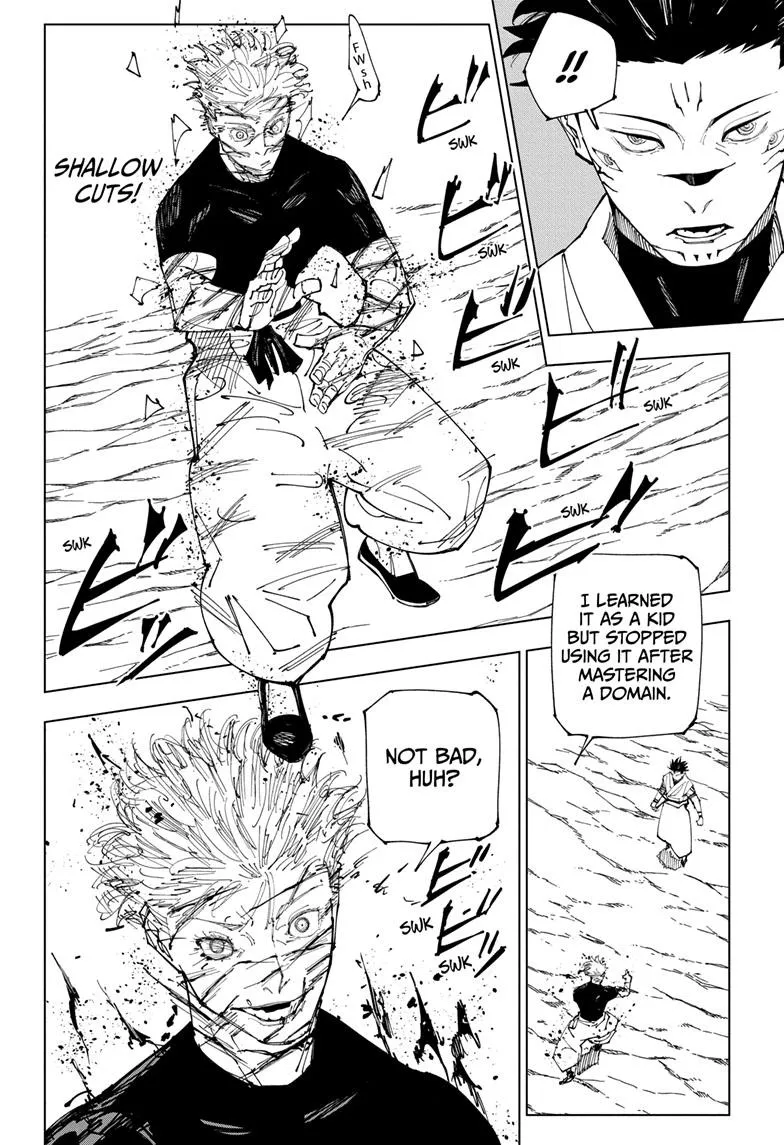 !!
FWSH
SHALLOW
CUTS!
ビ
SWK
ビ
SWK
ビ
SWK
ビ
SWK
ビ
SWK
ビ
SWK
I LEARNED
IT AS A KID
BUT STOPPED
USING IT AFTER
MASTERING
A DOMAIN.
NOT BAD,
HUH?
ビ
SWK
ビ
SWK
ビ